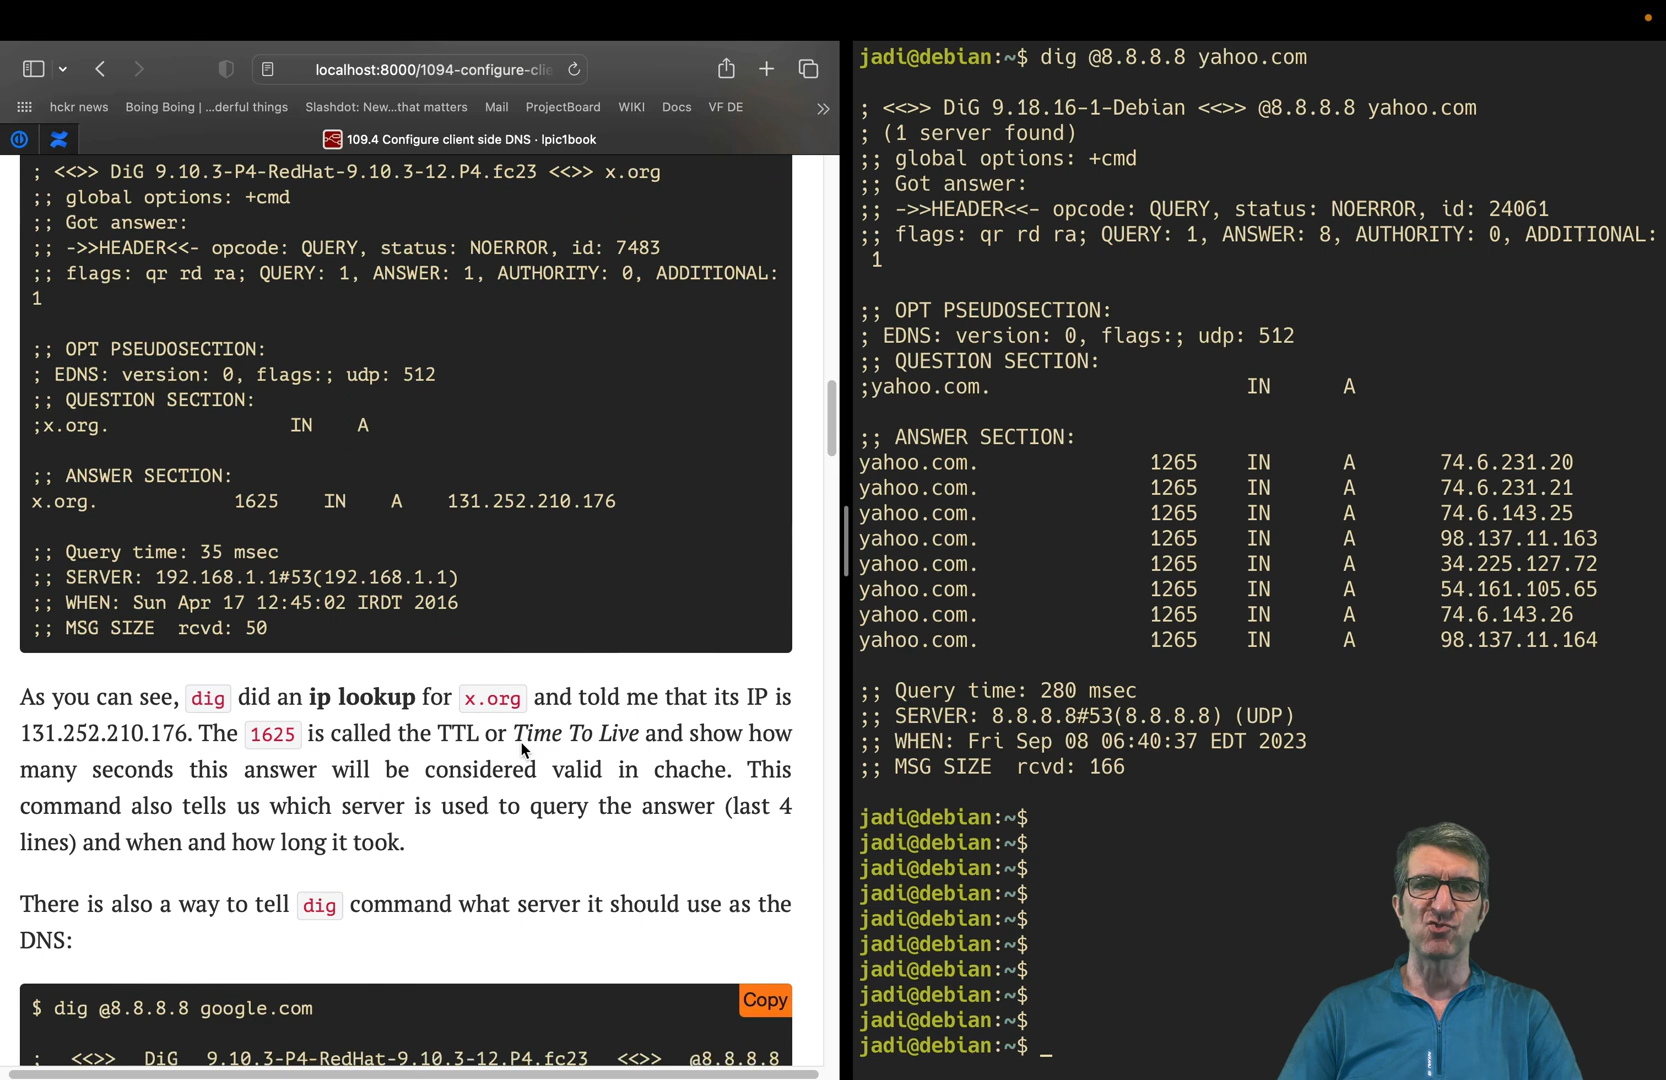 localhost:8000/1094-configure-clie
hckr news Boing Boing | ...derful things Slashdot: New...that matters Mail ProjectBoard WIKI Docs VF DE
109.4 Configure client side DNS · lpic1book
; <<>> DiG 9.10.3-P4-RedHat-9.10.3-12.P4.fc23 <<>> x.org
;; global options: +cmd
;; Got answer:
;; ->>HEADER<<- opcode: QUERY, status: NOERROR, id: 7483
;; flags: qr rd ra; QUERY: 1, ANSWER: 1, AUTHORITY: 0, ADDITIONAL:
1
;; OPT PSEUDOSECTION:
; EDNS: version: 0, flags:; udp: 512
;; QUESTION SECTION:
;x.org. IN A
;; ANSWER SECTION:
x.org. 1625 IN A 131.252.210.176
;; Query time: 35 msec
;; SERVER: 192.168.1.1#53(192.168.1.1)
;; WHEN: Sun Apr 17 12:45:02 IRDT 2016
;; MSG SIZE rcvd: 50
As you can see, dig did an ip lookup for x.org and told me that its IP is
131.252.210.176. The 1625 is called the TTL or Time To Live and show how
many seconds this answer will be considered valid in chache. This
command also tells us which server is used to query the answer (last 4
lines) and when and how long it took.
There is also a way to tell dig command what server it should use as the
DNS:
Copy
$ dig @8.8.8.8 google.com
; <<>> DiG 9.10.3-P4-RedHat-9.10.3-12.P4.fc23 <<>> @8.8.8.8
jadi@debian:~$ dig @8.8.8.8 yahoo.com
; <<>> DiG 9.18.16-1-Debian <<>> @8.8.8.8 yahoo.com
; (1 server found)
;; global options: +cmd
;; Got answer:
;; ->>HEADER<<- opcode: QUERY, status: NOERROR, id: 24061
;; flags: qr rd ra; QUERY: 1, ANSWER: 8, AUTHORITY: 0, ADDITIONAL:
1
;; OPT PSEUDOSECTION:
; EDNS: version: 0, flags:; udp: 512
;; QUESTION SECTION:
;yahoo.com. IN A
;; ANSWER SECTION:
yahoo.com. 1265 IN A 74.6.231.20
yahoo.com. 1265 IN A 74.6.231.21
yahoo.com. 1265 IN A 74.6.143.25
yahoo.com. 1265 IN A 98.137.11.163
yahoo.com. 1265 IN A 34.225.127.72
yahoo.com. 1265 IN A 54.161.105.65
yahoo.com. 1265 IN A 74.6.143.26
yahoo.com. 1265 IN A 98.137.11.164
;; Query time: 280 msec
;; SERVER: 8.8.8.8#53(8.8.8.8) (UDP)
;; WHEN: Fri Sep 08 06:40:37 EDT 2023
;; MSG SIZE rcvd: 166
jadi@debian:~$
jadi@debian:~$
jadi@debian:~$
jadi@debian:~$
jadi@debian:~$
jadi@debian:~$
jadi@debian:~$
jadi@debian:~$
jadi@debian:~$
jadi@debian:~$ _